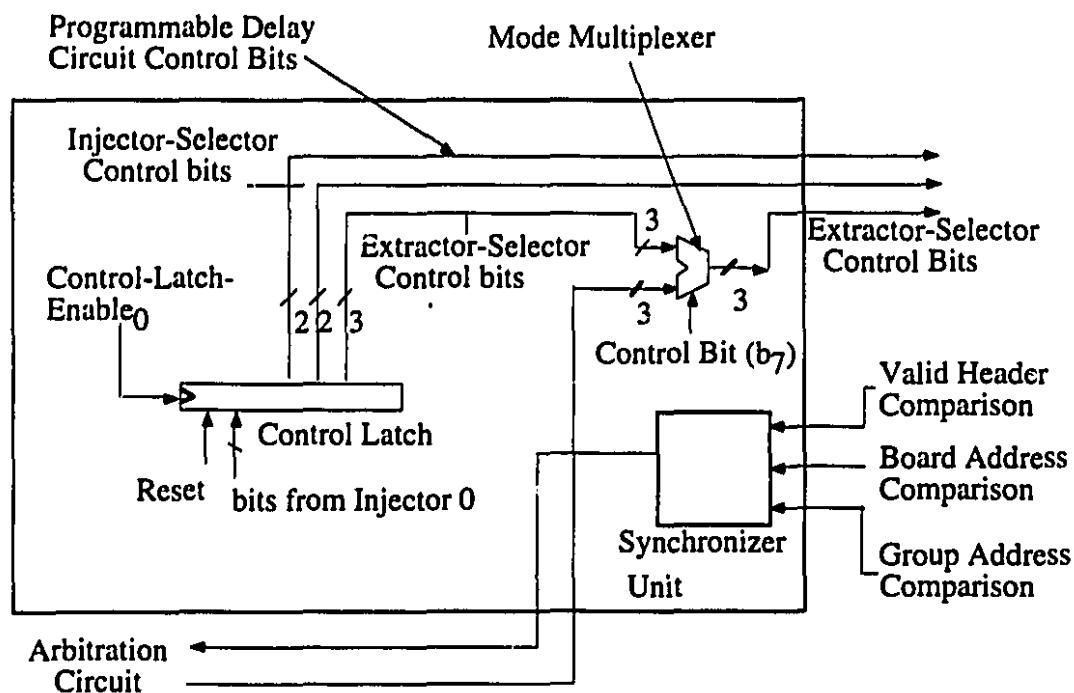 Programmable Delay
Circuit Control Bits
Mode Multiplexer
Injector-Selector
Control bits
3
Extractor-Selector
Control bits
Extractor-Selector
Control Bits
Control-Latch-
Enable0
2 2 3
3
3
Control Bit (b7)
Valid Header
Comparison
Control Latch
Board Address
Comparison
Reset
bits from Injector 0
Synchronizer
Unit
Group Address
Comparison
Arbitration
Circuit